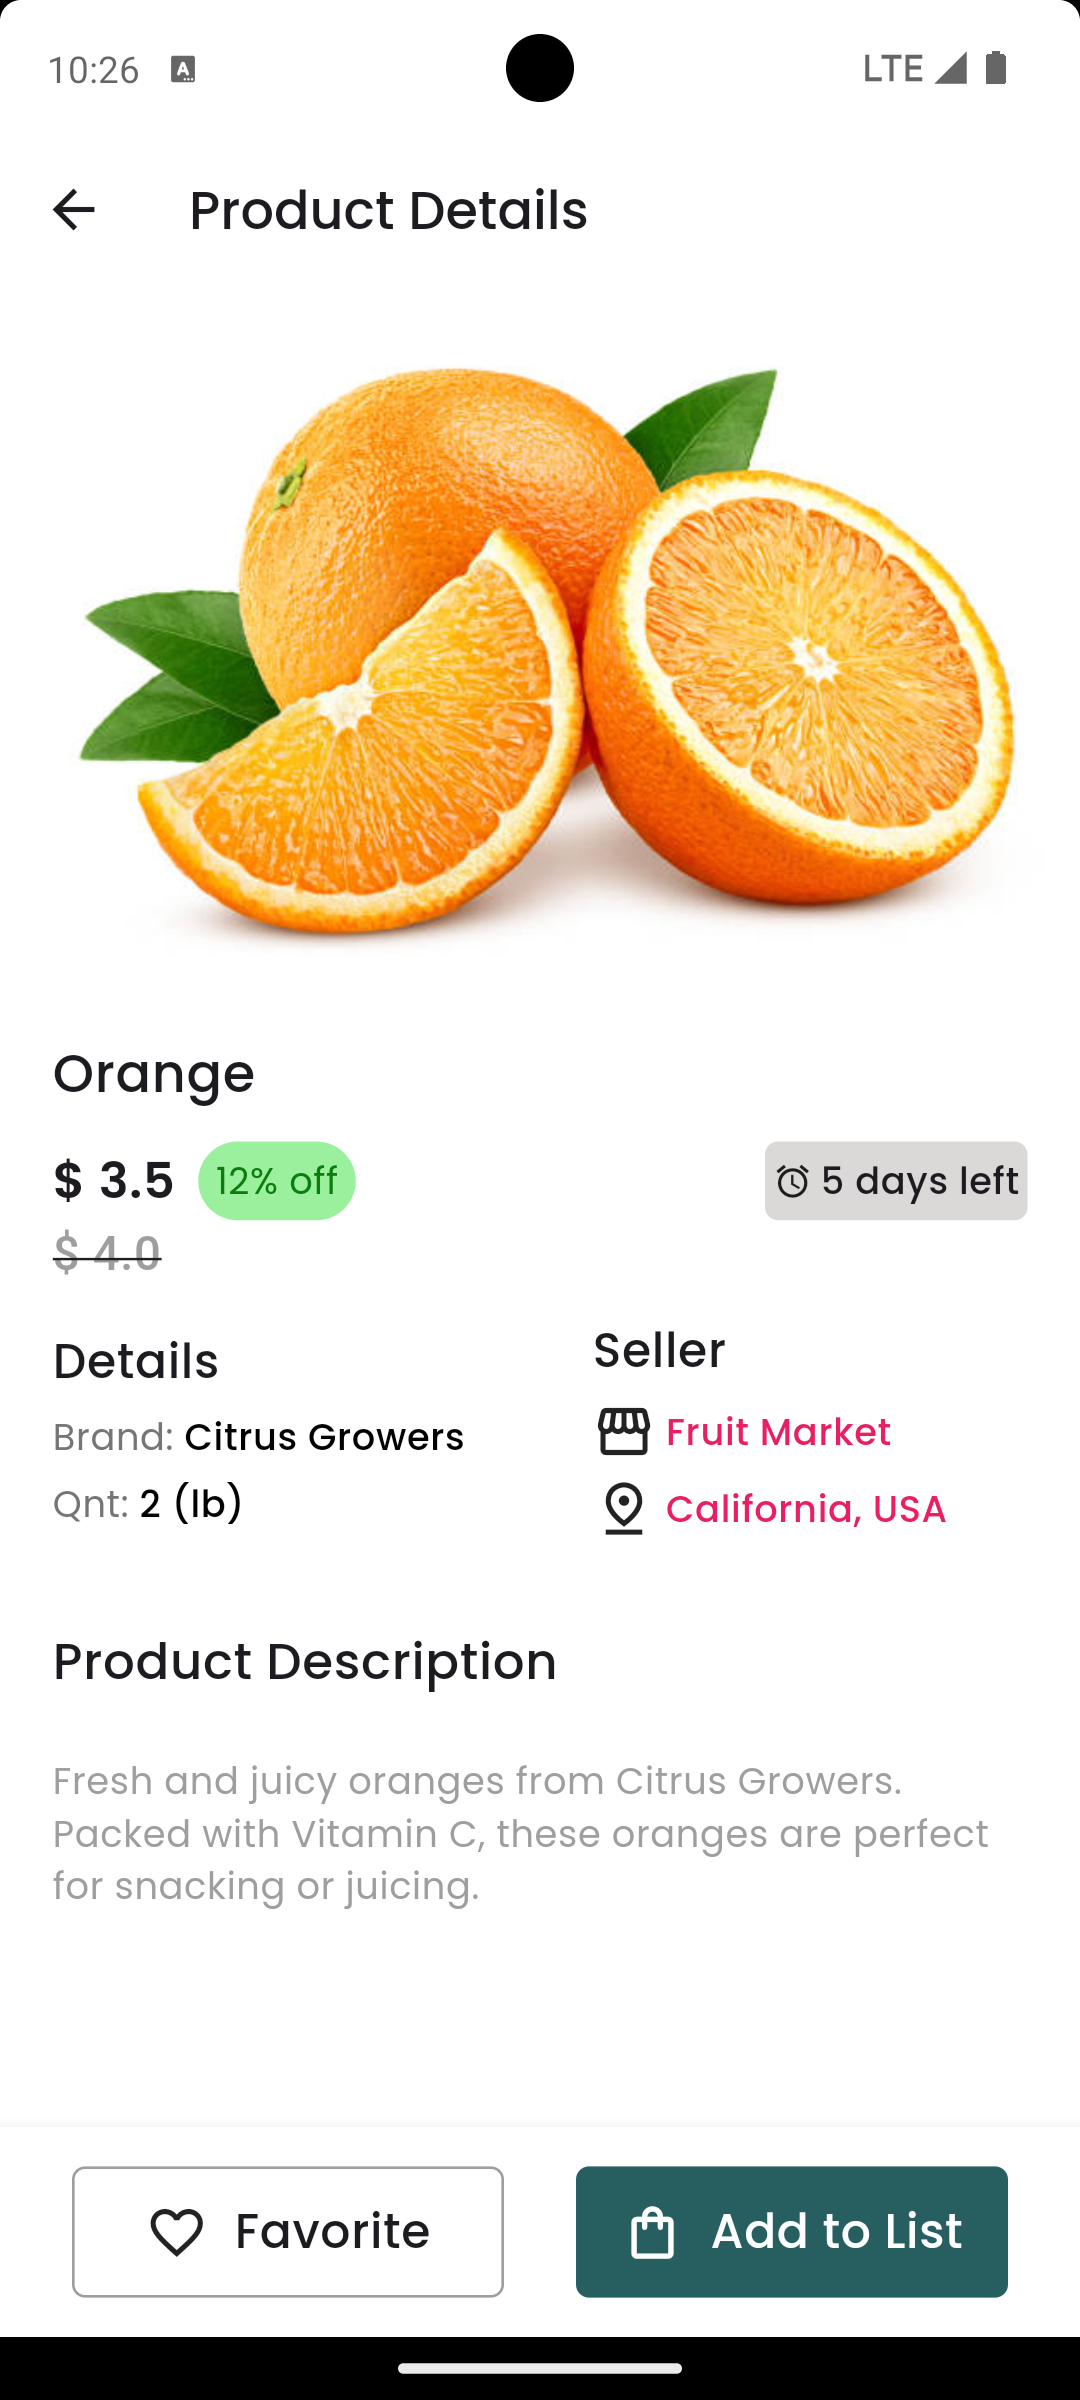 10:26
A
LTE
Product Details
Orange
$ 3.5
12% off
5 days left
$ 4.0
Details
Seller
Brand: Citrus Growers
Fruit Market
Qnt: 2 (lb)
California, USA
Product Description
Fresh and juicy oranges from Citrus Growers.
Packed with Vitamin C, these oranges are perfect
for snacking or juicing.
Favorite
Add to List